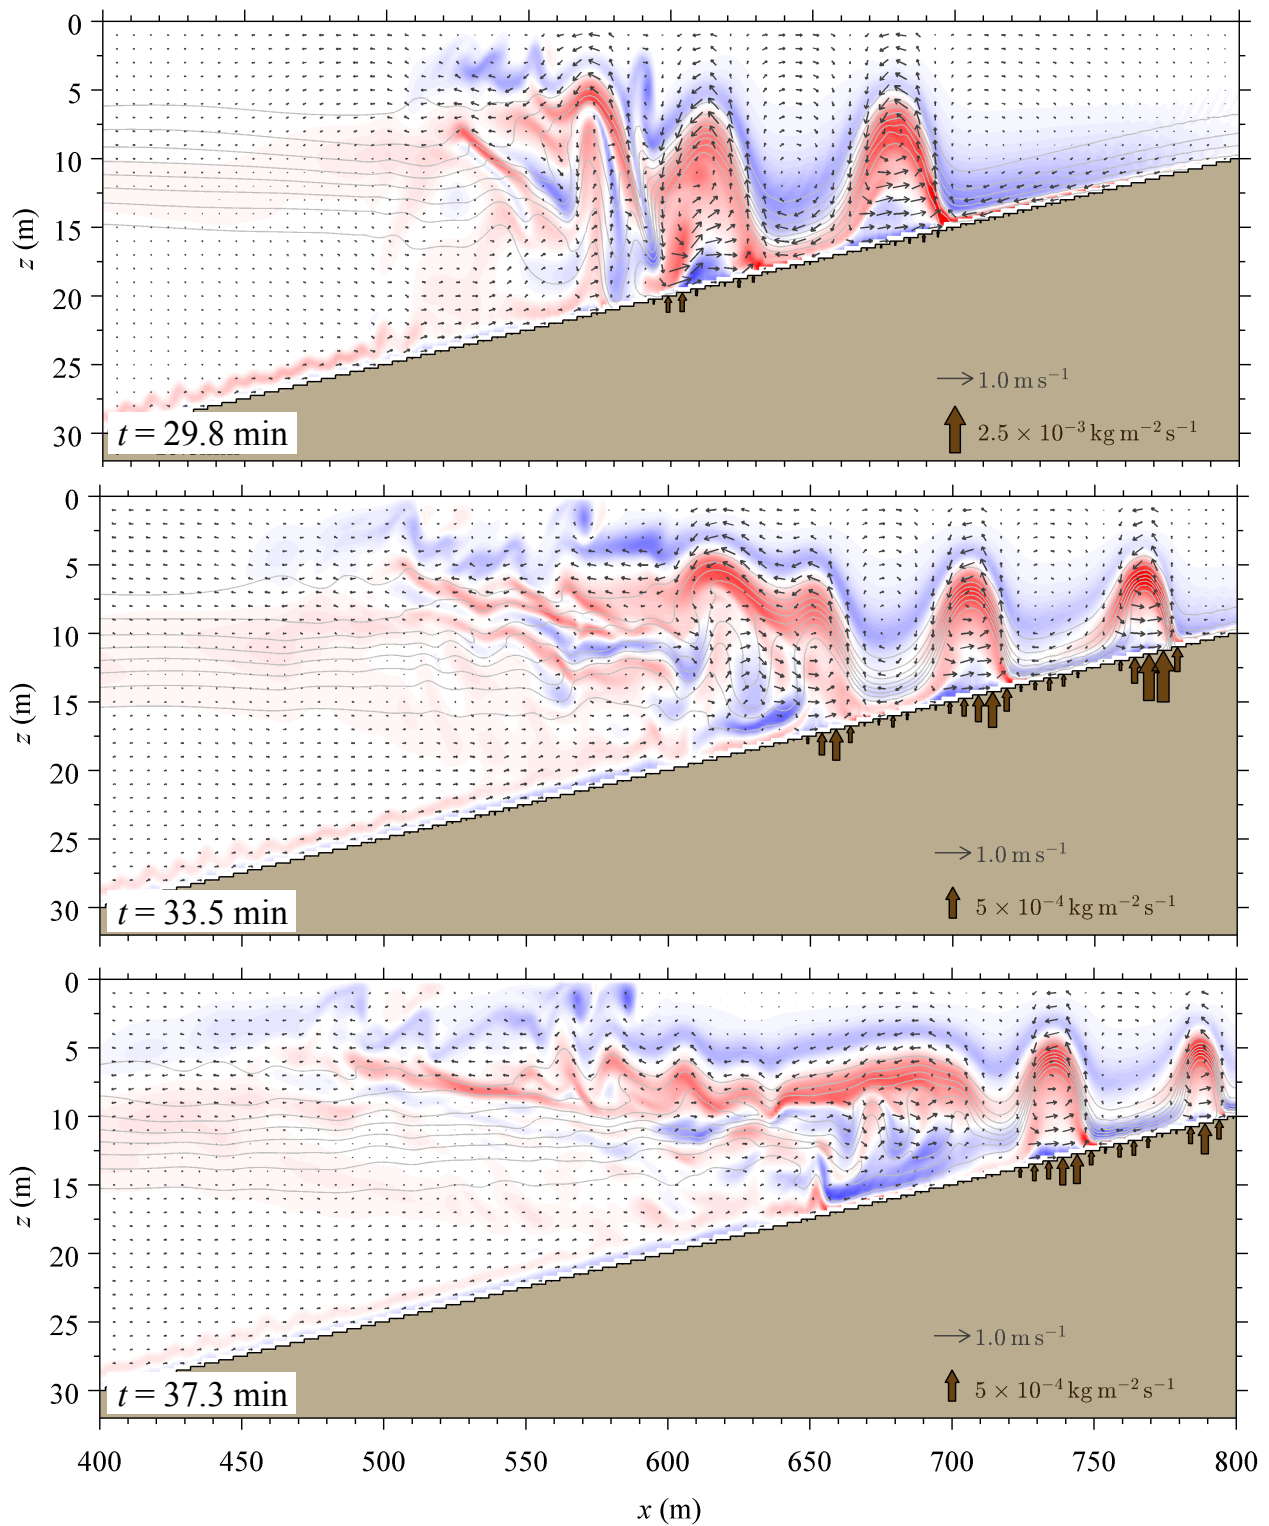 0
5
10
15
20
25
30
z (m)
1.0 m s⁻¹
2.5 × 10⁻³ kg m⁻² s⁻¹
t = 29.8 min
0
5
10
15
20
25
30
z (m)
1.0 m s⁻¹
5 × 10⁻⁴ kg m⁻² s⁻¹
t = 33.5 min
0
5
10
15
20
25
30
z (m)
1.0 m s⁻¹
5 × 10⁻⁴ kg m⁻² s⁻¹
t = 37.3 min
400 450 500 550 600 650 700 750 800
x (m)